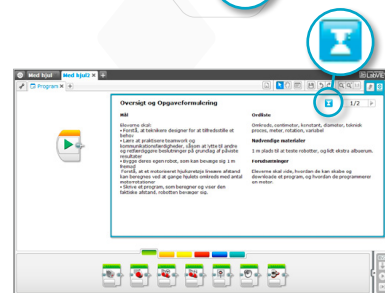 Med hjul Med hjul2 × +
LabVIEW
Program × +
1/2
Oversigt og Opgaveformulering
Mål
Eleverne skal:
• Forstå, at teknikere designer for at tilfredsstille et
behov
• Lære at praktisere teamwork og
kommunikationsfærdigheder, såsom at lytte til andre
og retfærdiggøre beslutninger på grundlag af påviste
resultater
• Bygge deres egen robot, som kan bevæge sig 1 m
fremad
Forstå, at et motoriseret hjulkøretøjs lineære afstand
kan beregnes ved at gange hjulets omkreds med antal
motorrotationer
• Skrive et program, som beregner og viser den
faktiske afstand, robotten bevæger sig.
Ordliste
Omkreds, centimeter, konstant, diameter, teknisk
proces, meter, rotation, variabel
Nødvendige materialer
1 m plads til at teste robotter, og lidt ekstra albuerum.
Forudsætninger
Eleverne skal vide, hvordan de kan skabe og
downloade et program, og hvordan de programmerer
en motor.